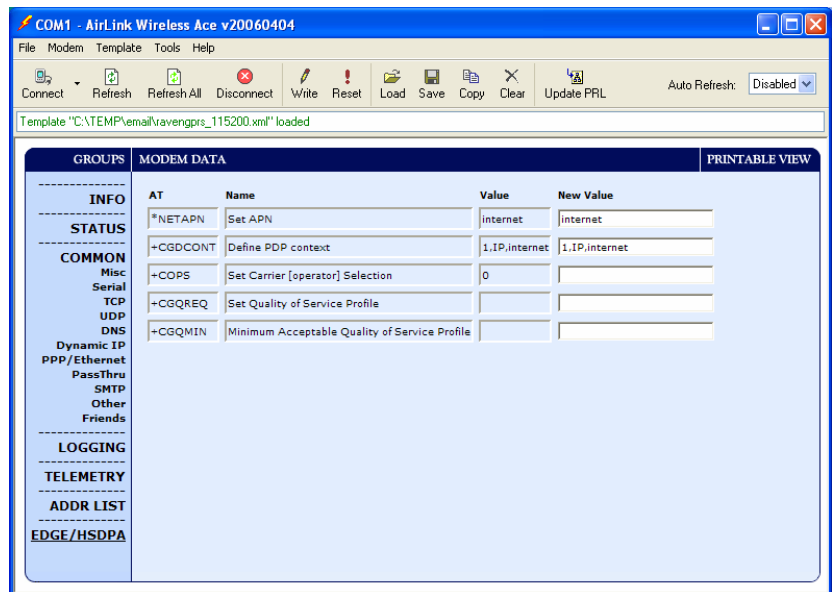 COM1 - AirLink Wireless Ace v20060404
File Modem Template Tools Help
Connect Refresh Refresh All Disconnect Write Reset Load Save Copy Clear Update PRL Auto Refresh: Disabled
Template "C:\TEMP\email\ravengprs_115200.xml" loaded
GROUPS MODEM DATA PRINTABLE VIEW
---------------
INFO
---------------
STATUS
---------------
COMMON
Misc
Serial
TCP
UDP
DNS
Dynamic IP
PPP/Ethernet
PassThru
SMTP
Other
Friends
---------------
LOGGING
---------------
TELEMETRY
---------------
ADDR LIST
---------------
EDGE/HSDPA
AT Name Value New Value
*NETAPN Set APN internet internet
+CGDCONT Define PDP context 1,IP,internet 1,IP,internet
+COPS Set Carrier [operator] Selection 0
+CGQREQ Set Quality of Service Profile
+CGQMIN Minimum Acceptable Quality of Service Profile